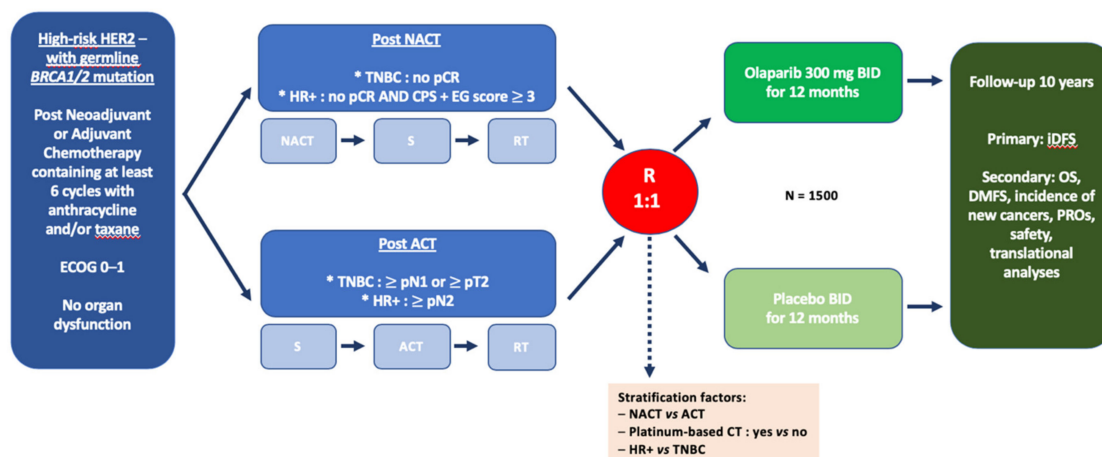 High-risk HER2 –
with germline
BRCA1/2 mutation
Post Neoadjuvant
or Adjuvant
Chemotherapy
containing at least
6 cycles with
anthracycline
and/or taxane
ECOG 0–1
No organ
dysfunction
Post NACT
* TNBC : no pCR
* HR+ : no pCR AND CPS + EG score ≥ 3
NACT
S
RT
Post ACT
* TNBC : ≥ pN1 or ≥ pT2
* HR+ : ≥ pN2
S
ACT
RT
R
1:1
Stratification factors:
– NACT vs ACT
– Platinum-based CT : yes vs no
– HR+ vs TNBC
Olaparib 300 mg BID
for 12 months
N = 1500
Placebo BID
for 12 months
Follow-up 10 years
Primary: iDFS
Secondary: OS,
DMFS, incidence of
new cancers, PROs,
safety,
translational
analyses